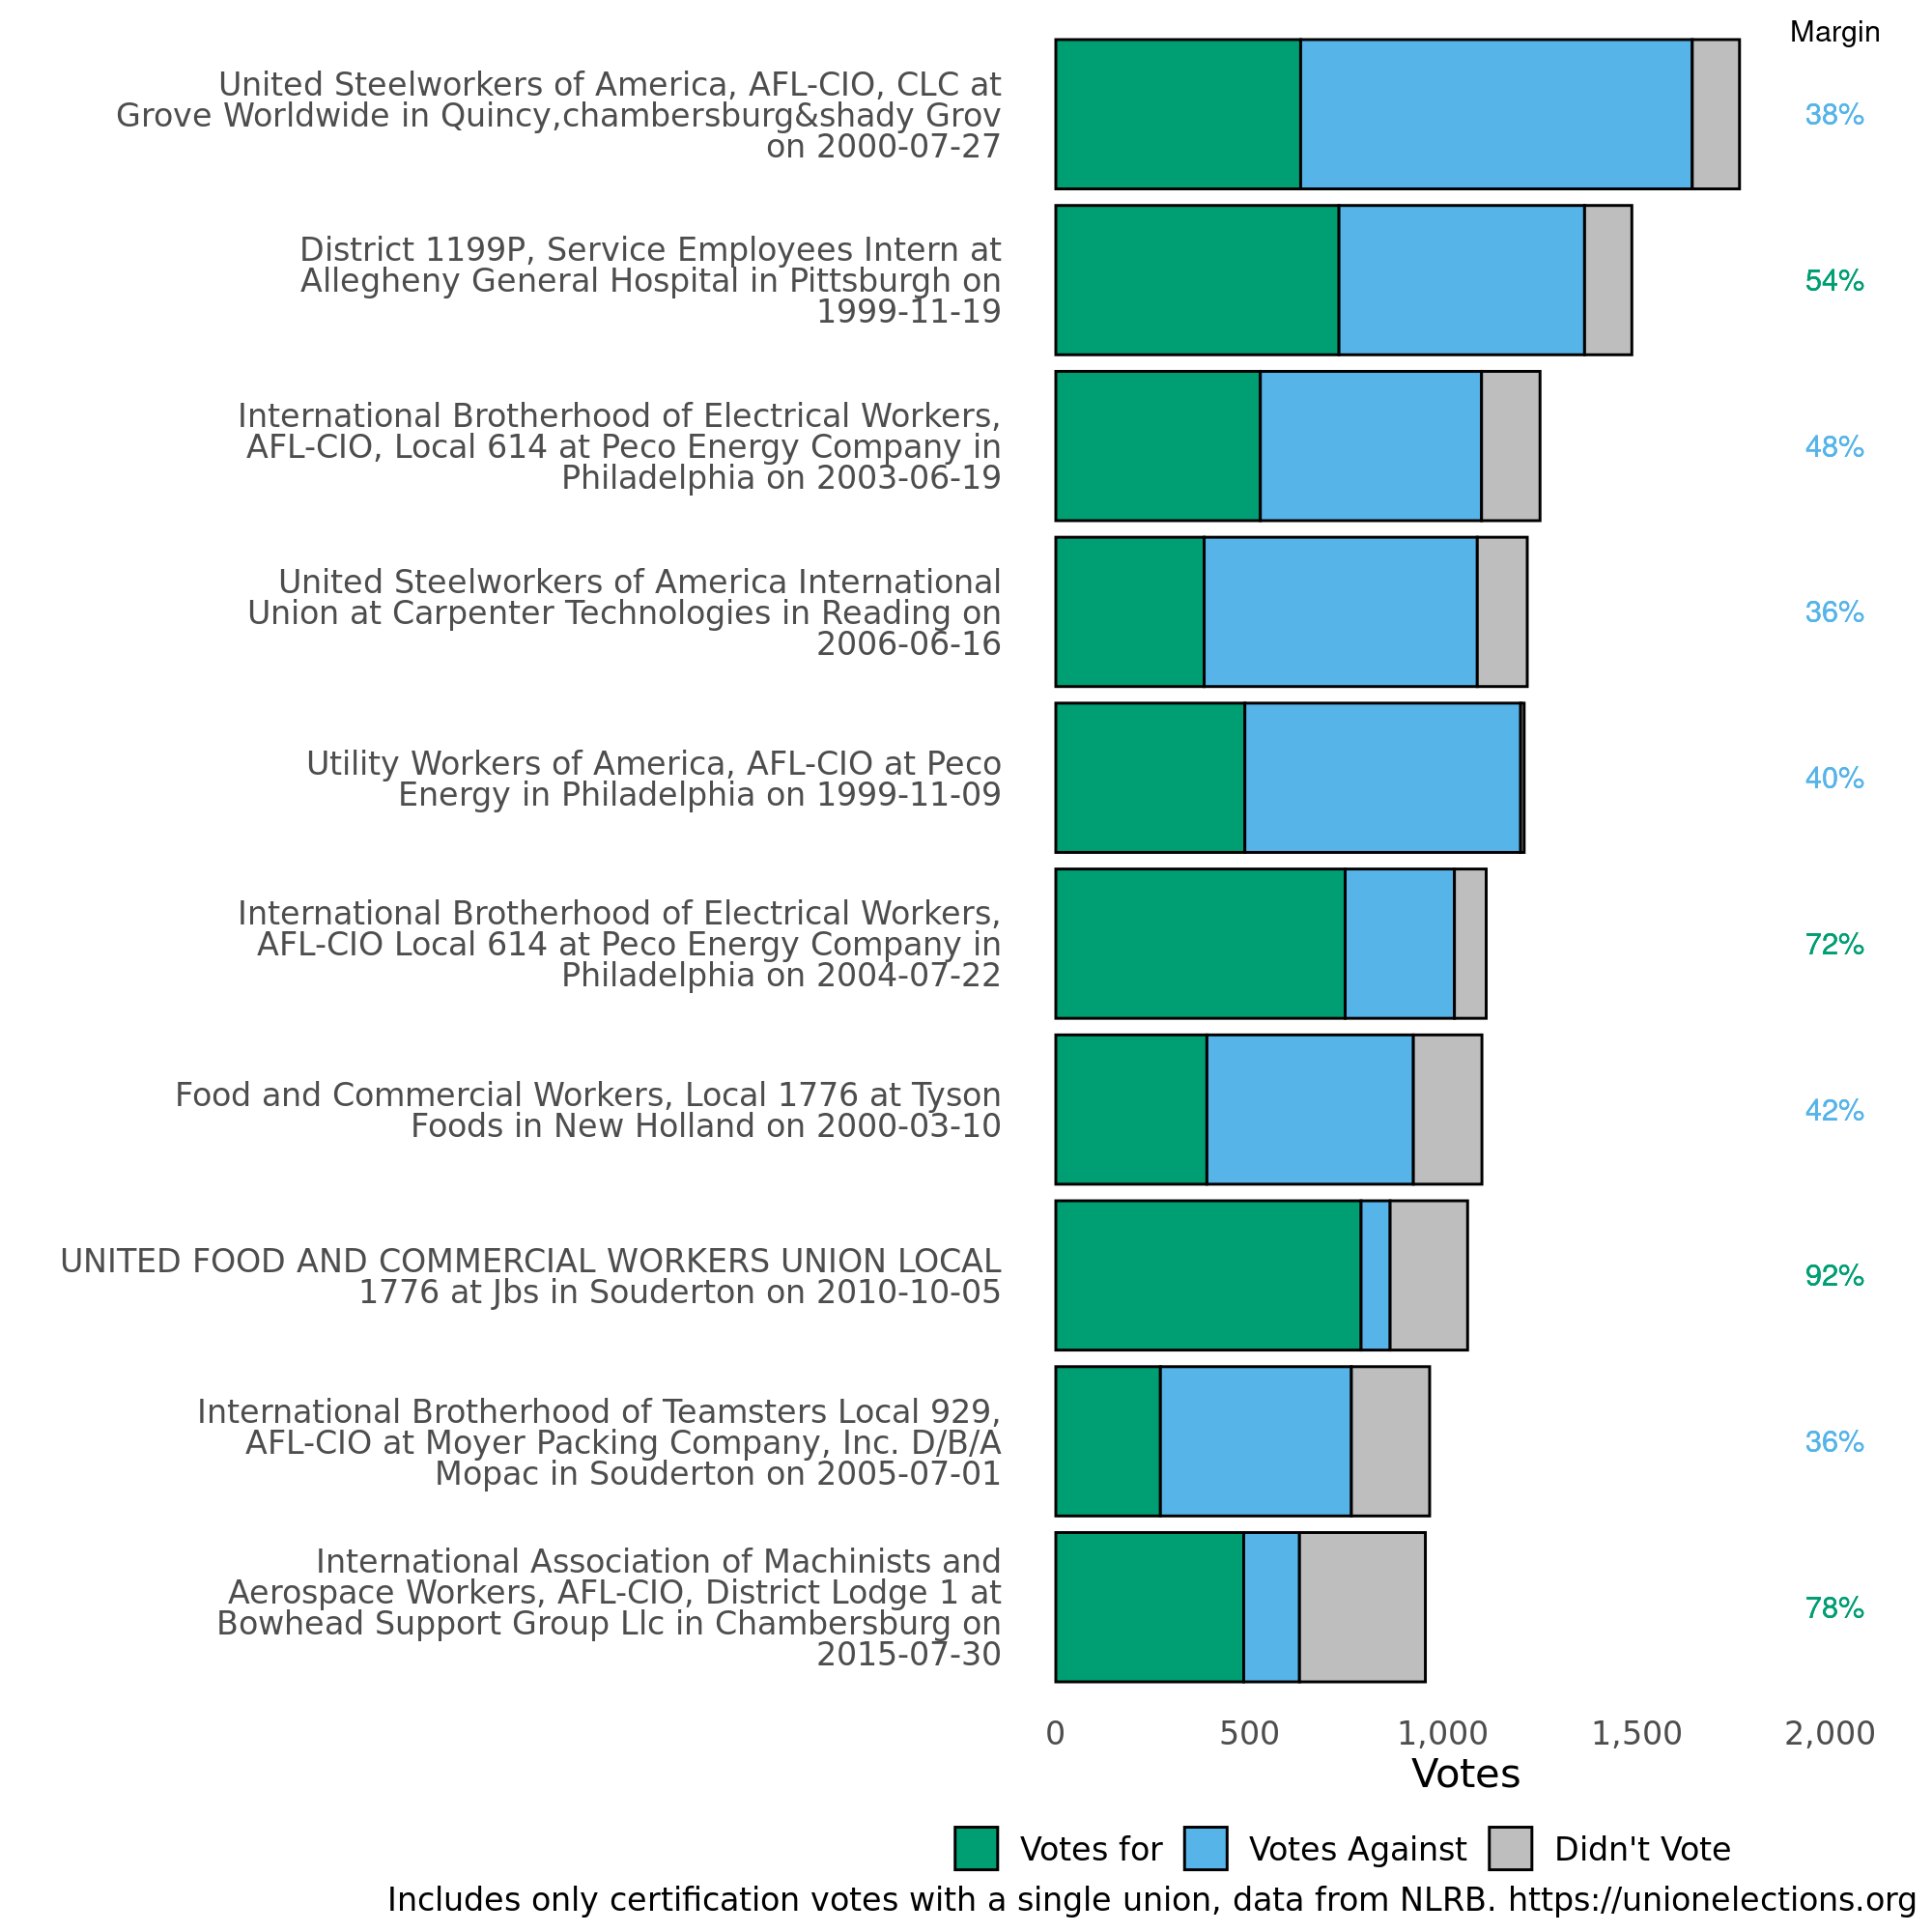 Margin
United Steelworkers of America, AFL-CIO, CLC at
Grove Worldwide in Quincy,chambersburg&shady Grov
on 2000-07-27
38%
District 1199P, Service Employees Intern at
Allegheny General Hospital in Pittsburgh on
1999-11-19
54%
International Brotherhood of Electrical Workers,
AFL-CIO, Local 614 at Peco Energy Company in
Philadelphia on 2003-06-19
48%
United Steelworkers of America International
Union at Carpenter Technologies in Reading on
2006-06-16
36%
Utility Workers of America, AFL-CIO at Peco
Energy in Philadelphia on 1999-11-09
40%
International Brotherhood of Electrical Workers,
AFL-CIO Local 614 at Peco Energy Company in
Philadelphia on 2004-07-22
72%
Food and Commercial Workers, Local 1776 at Tyson
Foods in New Holland on 2000-03-10
42%
UNITED FOOD AND COMMERCIAL WORKERS UNION LOCAL
1776 at Jbs in Souderton on 2010-10-05
92%
International Brotherhood of Teamsters Local 929,
AFL-CIO at Moyer Packing Company, Inc. D/B/A
Mopac in Souderton on 2005-07-01
36%
International Association of Machinists and
Aerospace Workers, AFL-CIO, District Lodge 1 at
Bowhead Support Group Llc in Chambersburg on
2015-07-30
78%
0 500 1,000 1,500 2,000
Votes
Votes for Votes Against Didn't Vote
Includes only certification votes with a single union, data from NLRB. https://unionelections.org